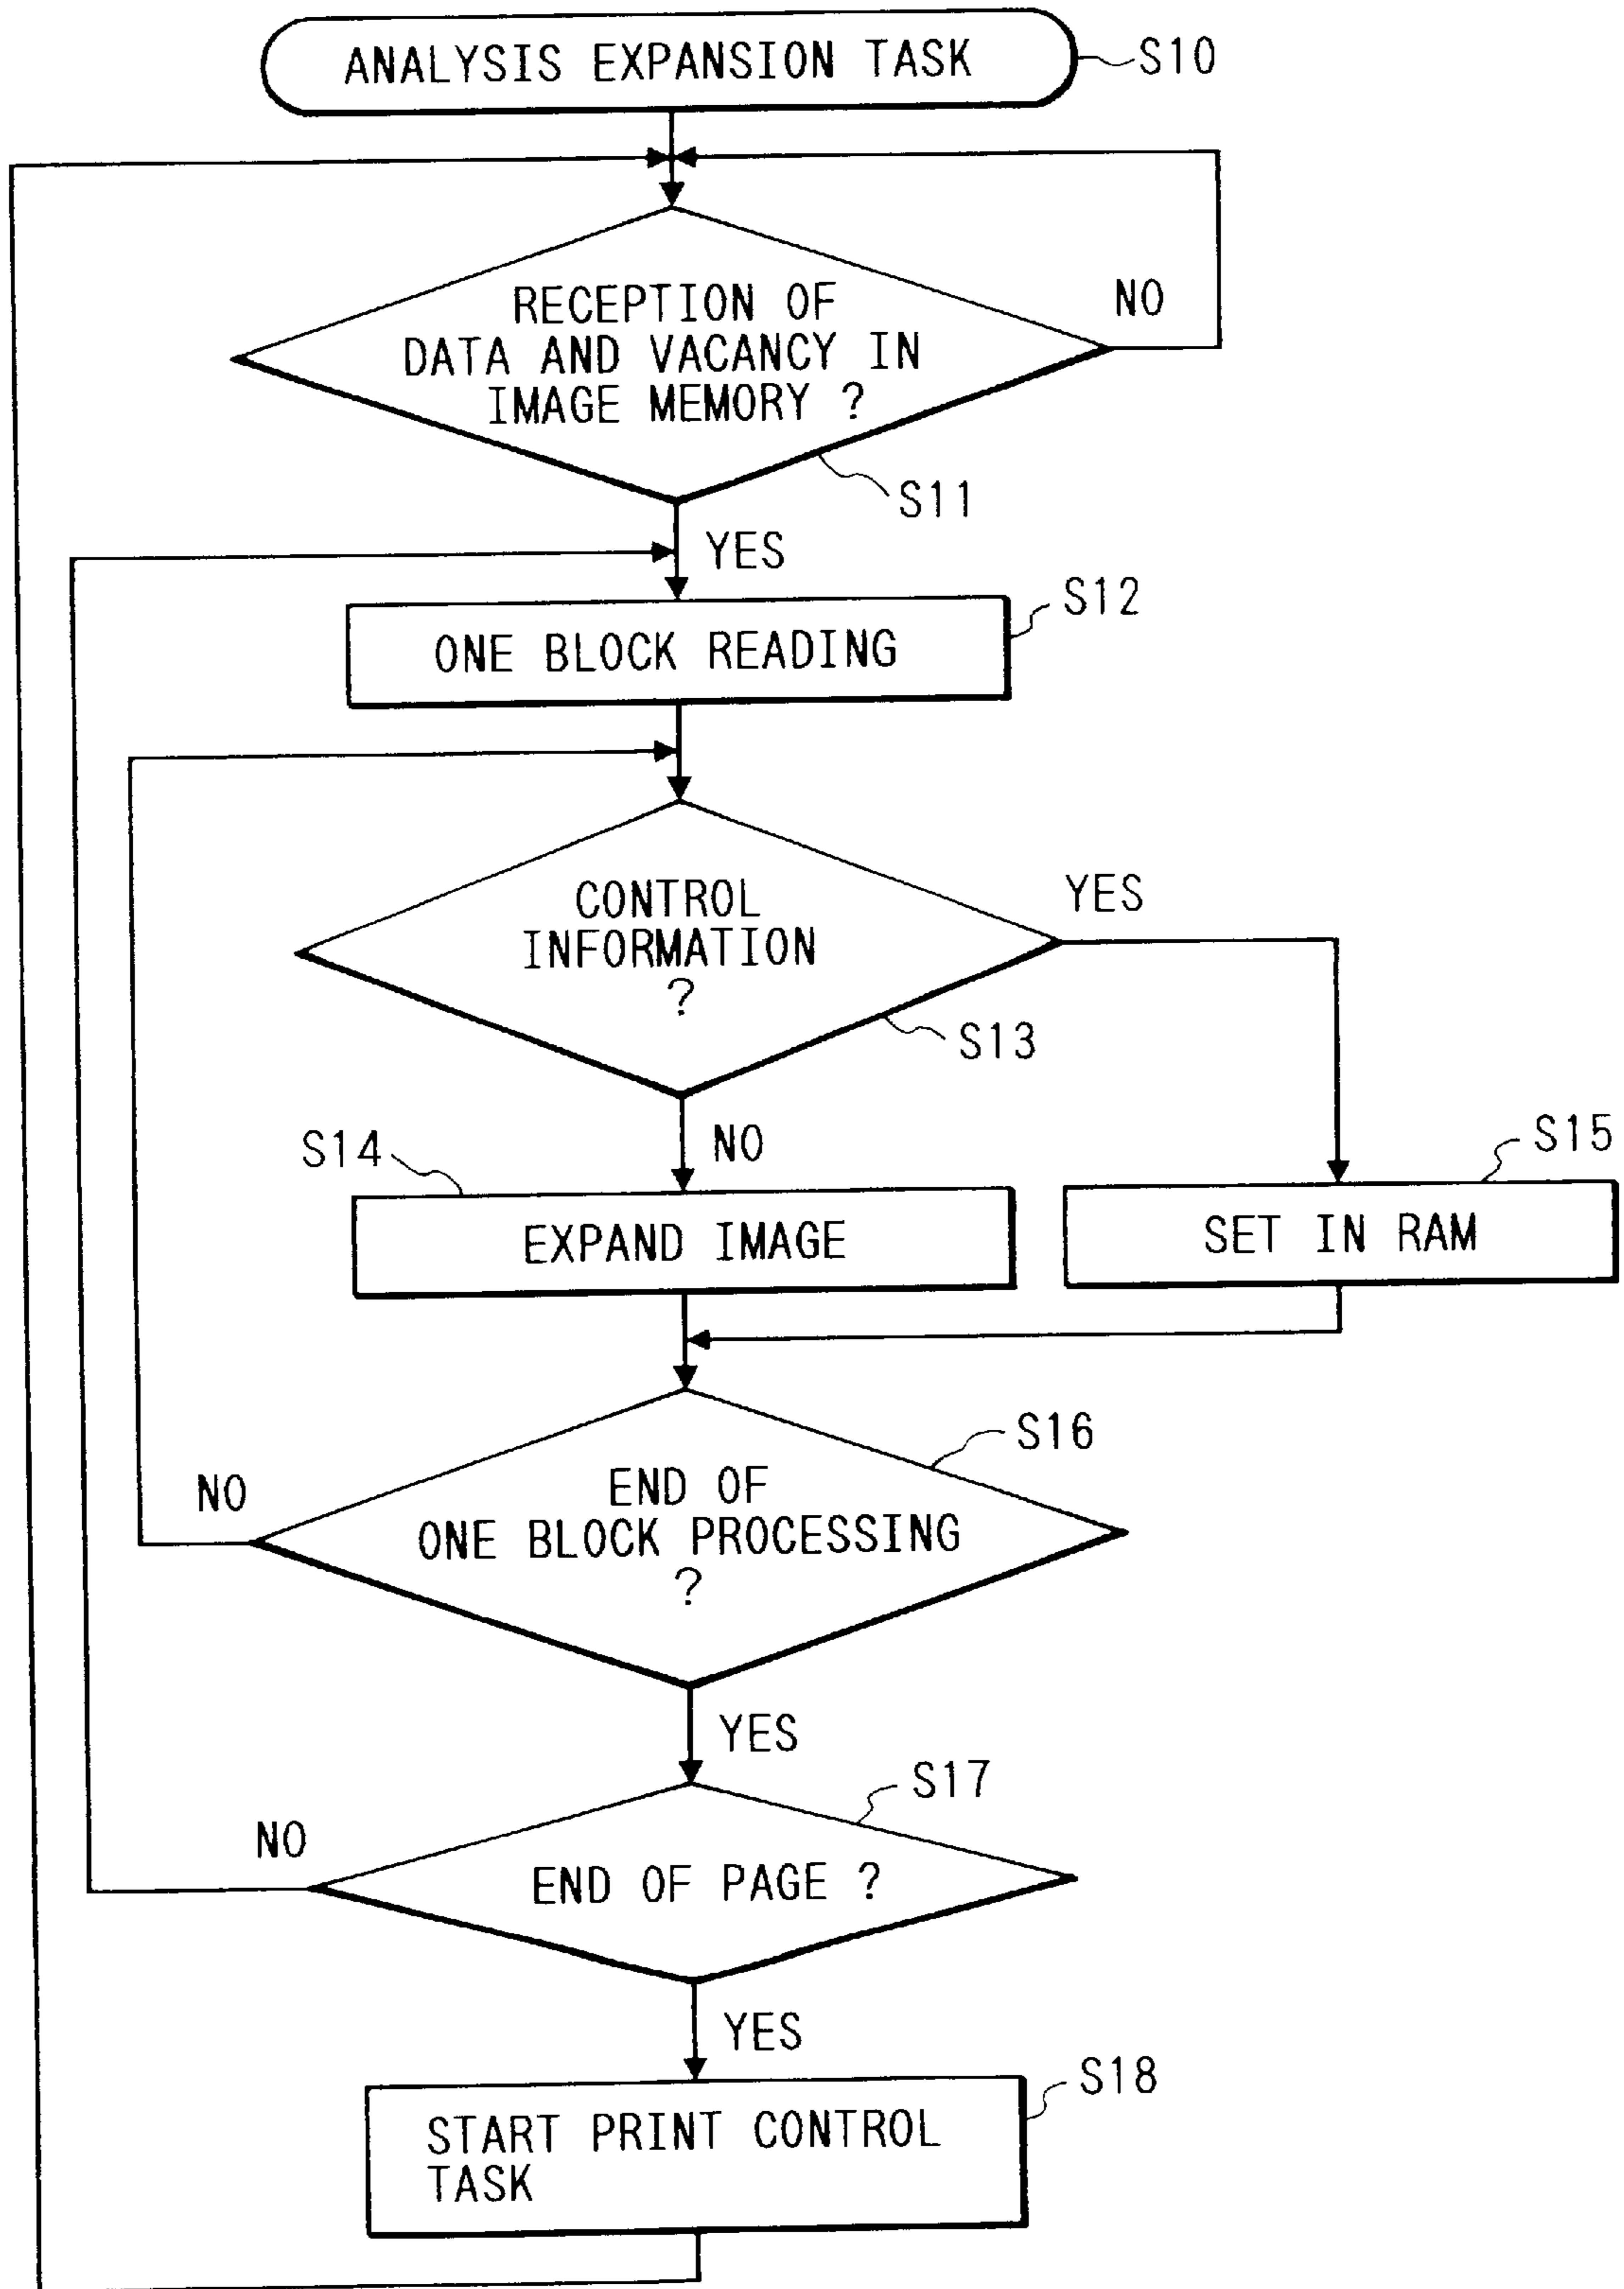 ANALYSIS EXPANSION TASK
S10
RECEPTION OF
DATA AND VACANCY IN
IMAGE MEMORY ?
NO
S11
YES
S12
ONE BLOCK READING
CONTROL
INFORMATION
?
YES
S13
NO
S14
EXPAND IMAGE
S15
SET IN RAM
S16
END OF
ONE BLOCK PROCESSING
?
NO
YES
S17
NO
END OF PAGE ?
YES
S18
START PRINT CONTROL
TASK